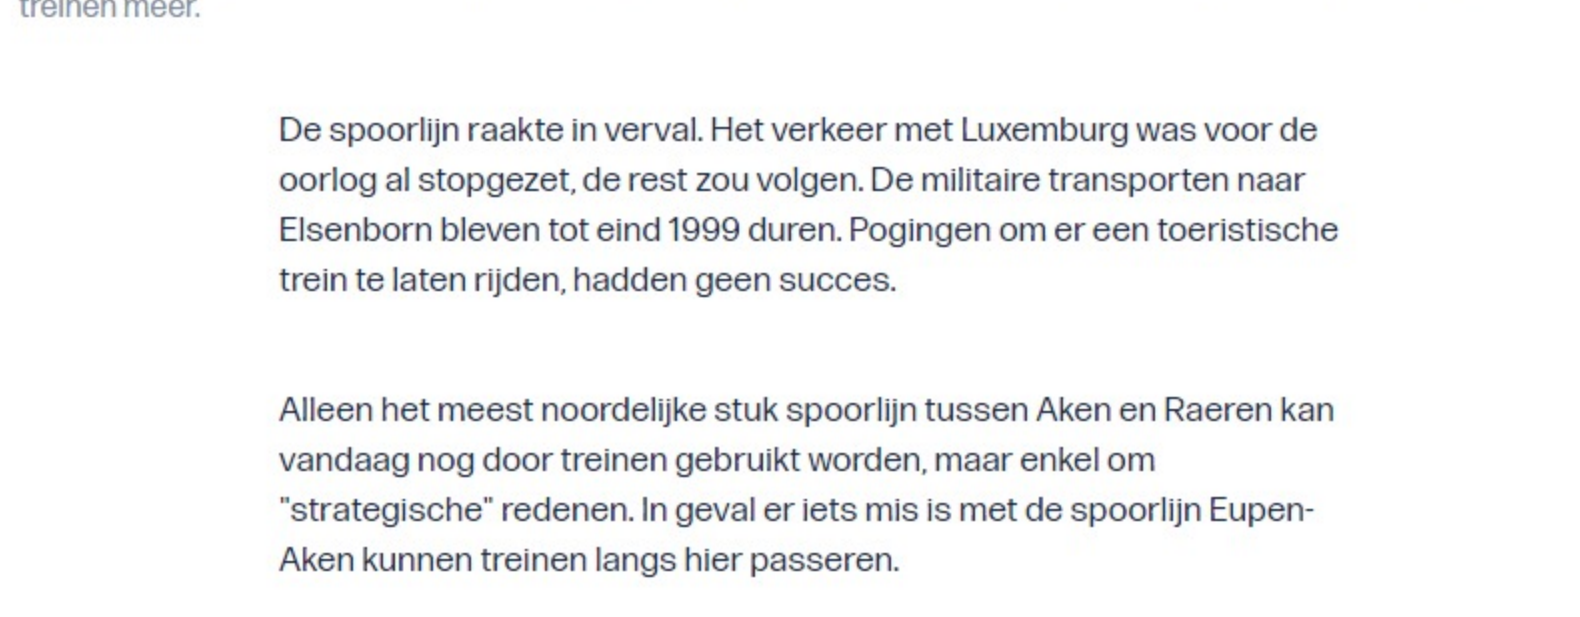 treinen meer.
De spoorlijn raakte in verval. Het verkeer met Luxemburg was voor de
oorlog al stopgezet, de rest zou volgen. De militaire transporten naar
Elsenborn bleven tot eind 1999 duren. Pogingen om er een toeristische
trein te laten rijden, hadden geen succes.
Alleen het meest noordelijke stuk spoorlijn tussen Aken en Raeren kan
vandaag nog door treinen gebruikt worden, maar enkel om
"strategische" redenen. In geval er iets mis is met de spoorlijn Eupen-
Aken kunnen treinen langs hier passeren.